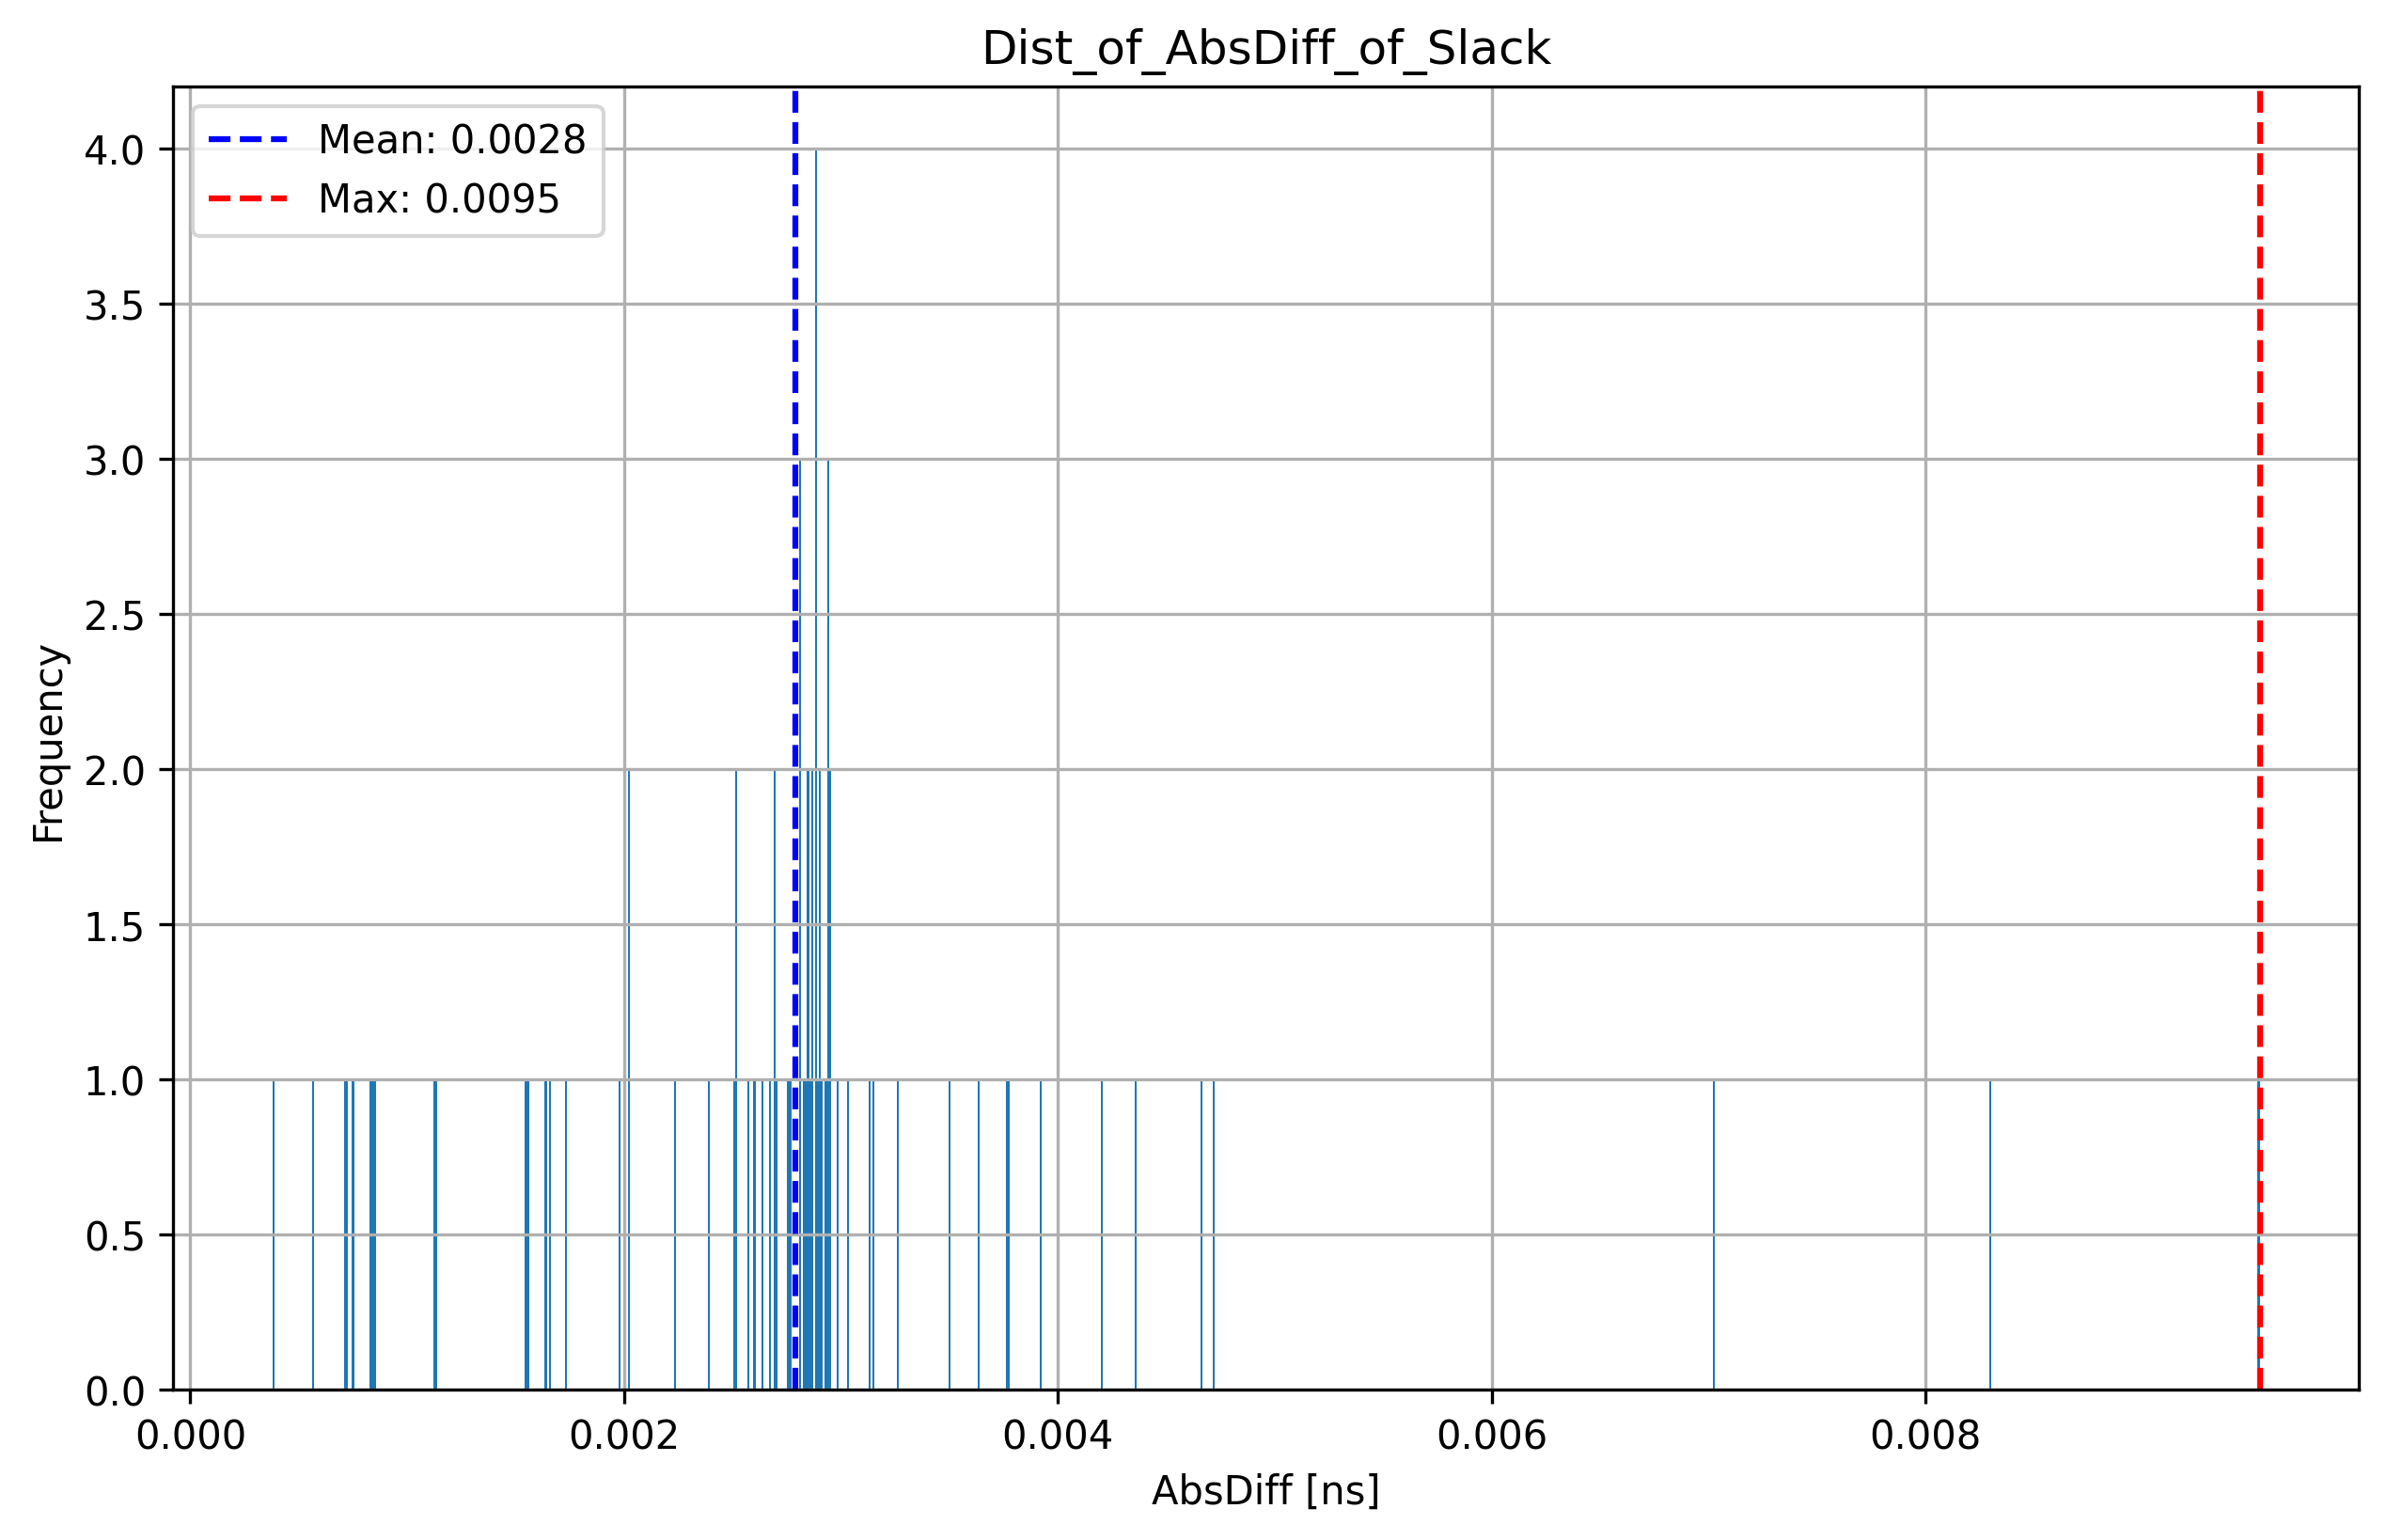 Dist_of_AbsDiff_of_Slack
Mean: 0.0028
Max: 0.0095
4.0
3.5
3.0
2.5
2.0
1.5
1.0
0.5
0.0
Frequency
0.000 0.002 0.004 0.006 0.008
AbsDiff [ns]